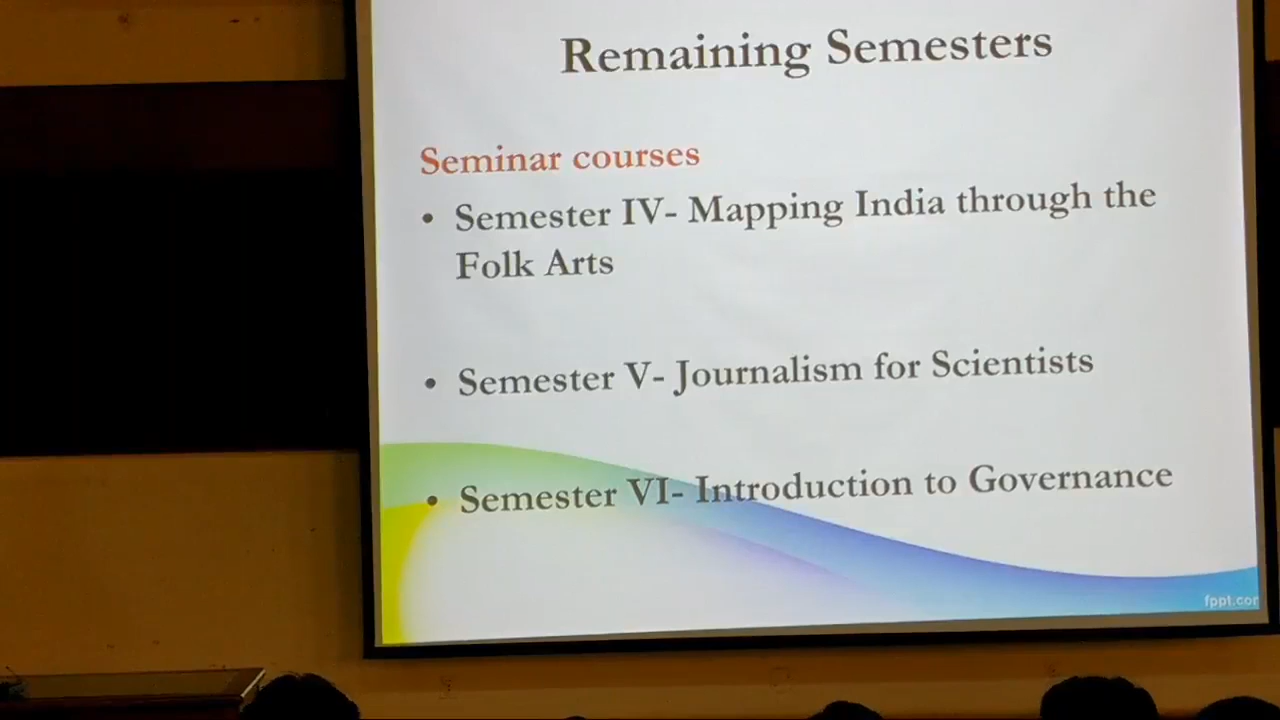 Remaining Semesters
Seminar courses
• Semester IV- Mapping India through the
Folk Arts
• Semester V- Journalism for Scientists
• Semester VI- Introduction to Governance
fppt.com